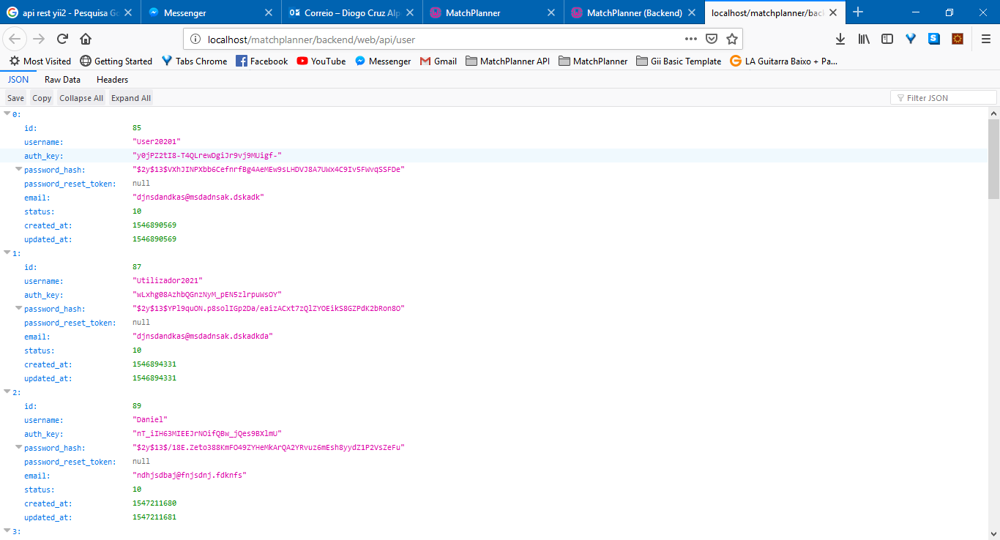 api rest yii2 - Pesquisa Go
Messenger
Correio – Diogo Cruz Alp
MatchPlanner
MatchPlanner (Backend)
localhost/matchplanner/back
localhost/matchplanner/backend/web/api/user
Most Visited Getting Started Tabs Chrome Facebook YouTube Messenger Gmail MatchPlanner API MatchPlanner Gii Basic Template LA Guitarra Baixo + Pa...
JSON Raw Data Headers
Save Copy Collapse All Expand All Filter JSON
0:
id: 85
username: "User20201"
auth_key: "y0jPZ2tI8-T4QLrewDgiJr9vj9MUigf-"
password_hash: "$2y$13$VXhJINPXbb6CefnrfBg4AeMEw9sLHDVJ8A7UWx4C9Iv5FWvqSSFDe"
password_reset_token: null
email: "djnsdandkas@msdadnsak.dskadk"
status: 10
created_at: 1546890569
updated_at: 1546890569
1:
id: 87
username: "Utilizador2021"
auth_key: "wLxhg08AzhbQGnzNyM_pEN5zlrpuWsOY"
password_hash: "$2y$13$YPl9quON.p8solIGp2Da/eaizACxt7zQlZYOEikS8GZPdK2bRon8O"
password_reset_token: null
email: "djnsdandkas@msdadnsak.dskadkda"
status: 10
created_at: 1546894331
updated_at: 1546894331
2:
id: 89
username: "Daniel"
auth_key: "nT_iIH63MIEEJrNOifQBw_jQes9BXlmU"
password_hash: "$2y$13$/18E.Zeto388KmFO49ZYHeMkArQA2YRvuz6mEsh8yydZ1P2VsZeFu"
password_reset_token: null
email: "ndhjsdbaj@fnjsdnj.fdknfs"
status: 10
created_at: 1547211680
updated_at: 1547211681
3: